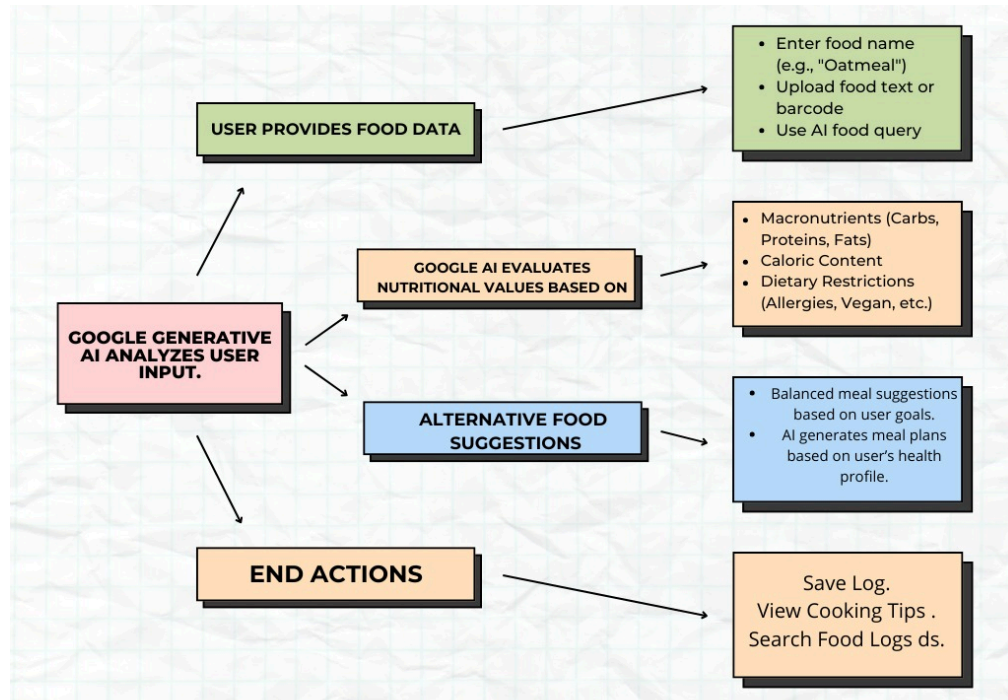 USER PROVIDES FOOD DATA
• Enter food name
(e.g., "Oatmeal")
• Upload food text or
barcode
• Use AI food query
GOOGLE AI EVALUATES
NUTRITIONAL VALUES BASED ON
• Macronutrients (Carbs,
Proteins, Fats)
• Caloric Content
• Dietary Restrictions
(Allergies, Vegan, etc.)
GOOGLE GENERATIVE
AI ANALYZES USER
INPUT.
ALTERNATIVE FOOD
SUGGESTIONS
• Balanced meal suggestions
based on user goals.
• AI generates meal plans
based on user’s health
profile.
END ACTIONS
Save Log.
View Cooking Tips .
Search Food Logs ds.